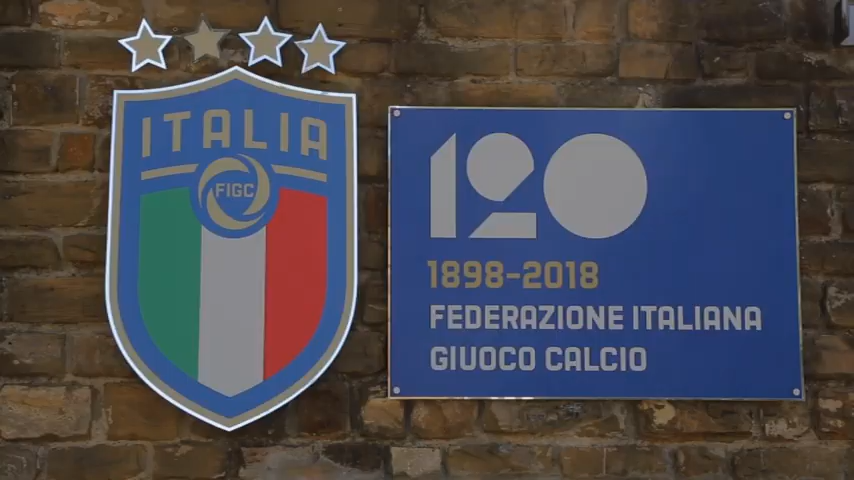 ITALIA
FIGC
120
1898-2018
FEDERAZIONE ITALIANA
GIUOCO CALCIO